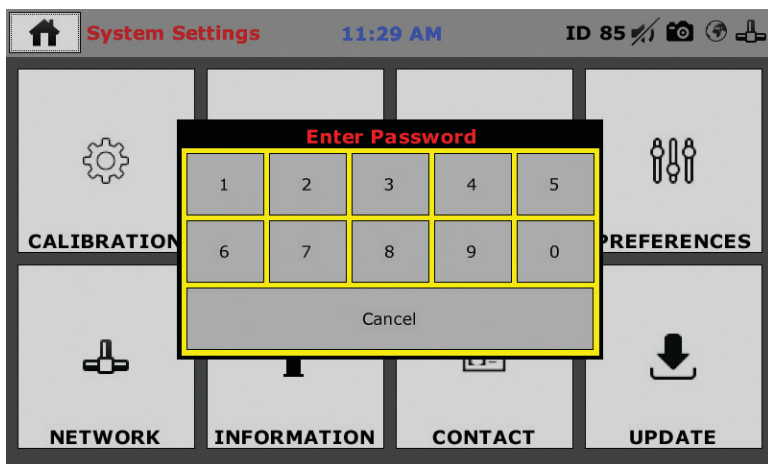 System Settings 11:29 AM ID 85
Enter Password
1 2 3 4 5
CALIBRATION PREFERENCES
6 7 8 9 0
Cancel
NETWORK INFORMATION CONTACT UPDATE